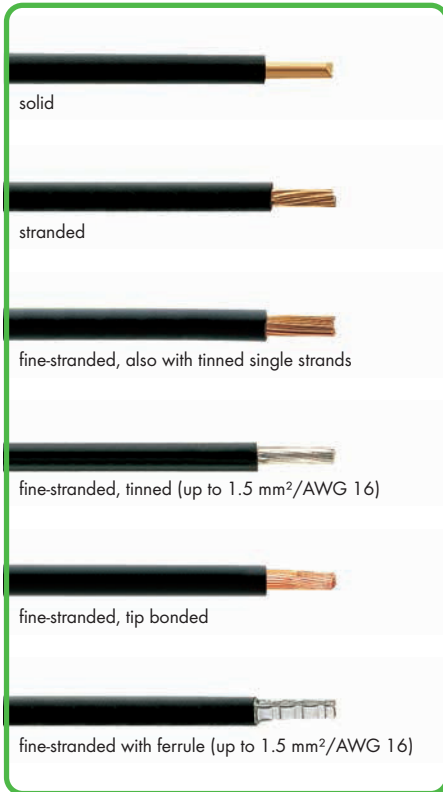 solid
stranded
fine-stranded, also with tinned single strands
fine-stranded, tinned (up to 1.5 mm²/AWG 16)
fine-stranded, tip bonded
fine-stranded with ferrule (up to 1.5 mm²/AWG 16)